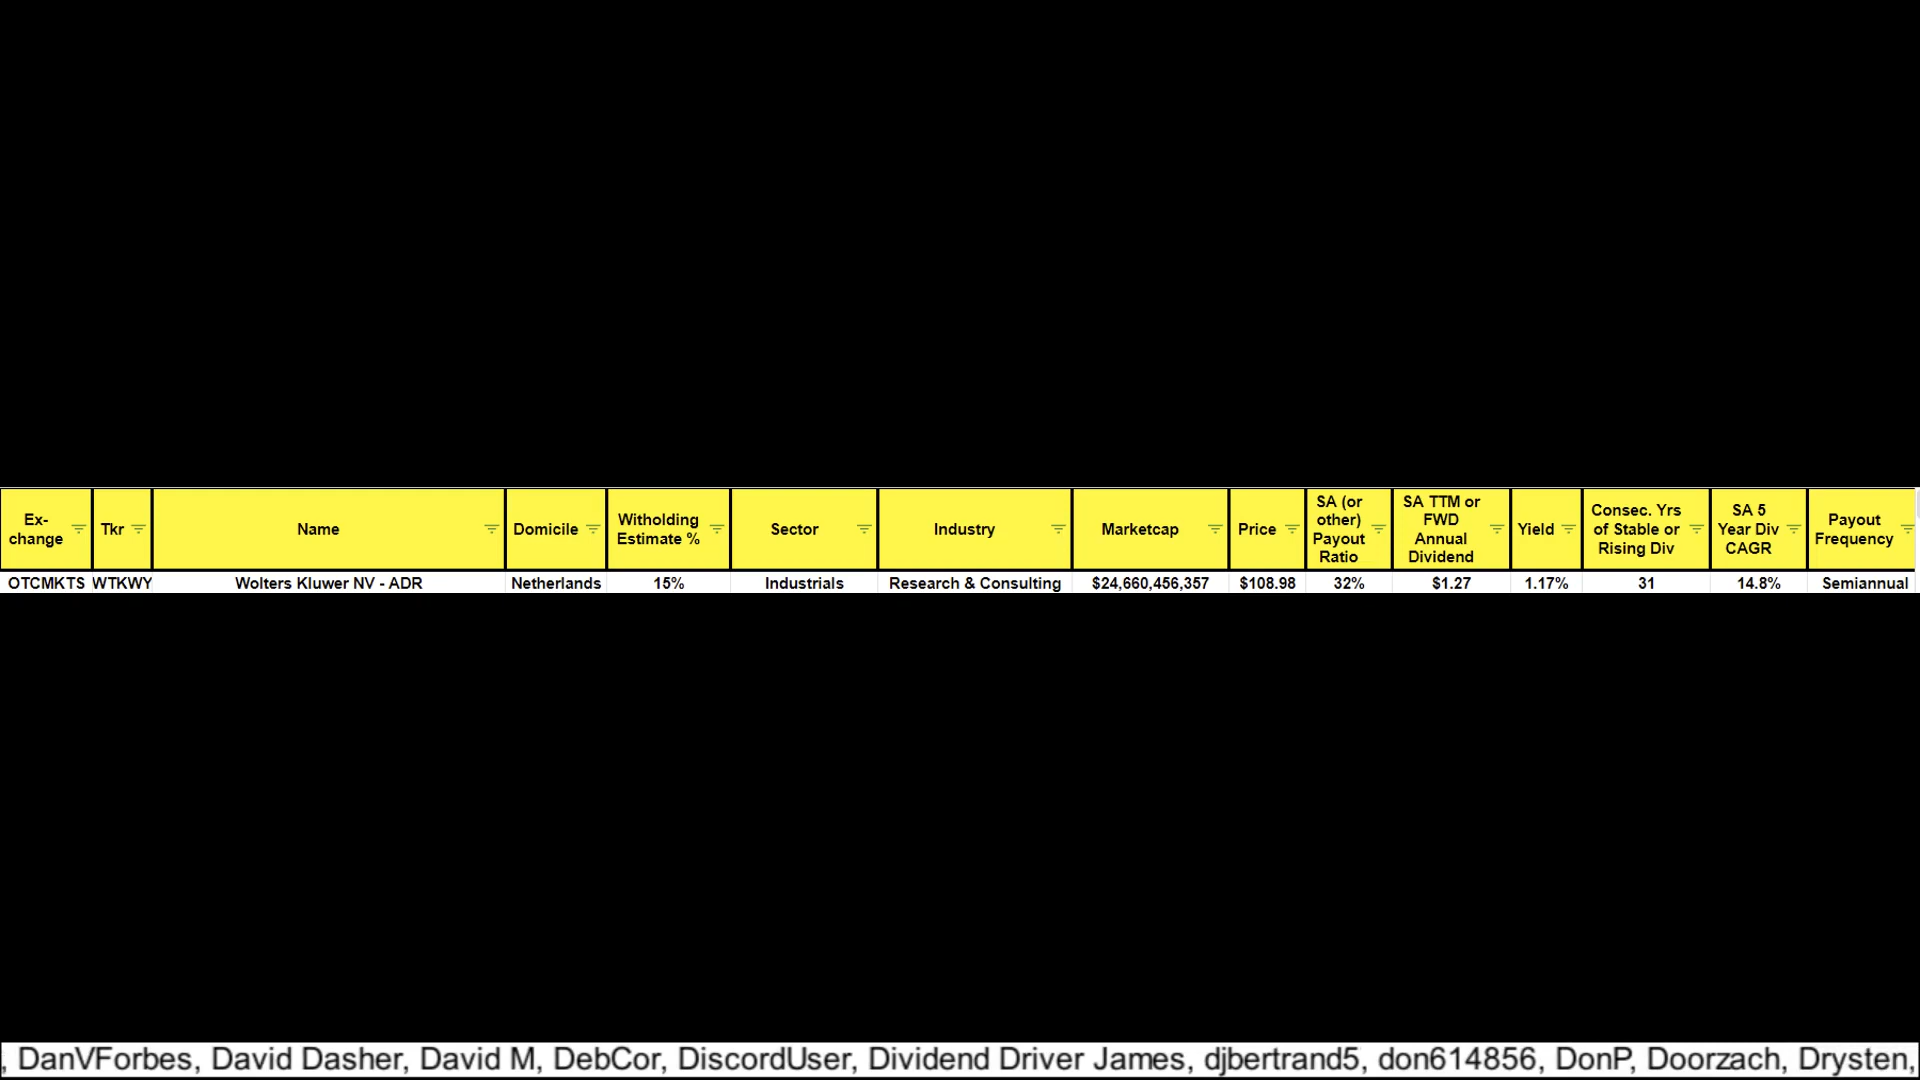 Ex-
change
Tkr
Name
Domicile
Witholding
Estimate %
Sector
Industry
Marketcap
Price
SA (or
other)
Payout
Ratio
SA TTM or
FWD
Annual
Dividend
Yield
Consec. Yrs
of Stable or
Rising Div
SA 5
Year Div
CAGR
Payout
Frequency
OTCMKTS WTKWY Wolters Kluwer NV - ADR Netherlands 15% Industrials Research & Consulting $24,660,456,357 $108.98 32% $1.27 1.17% 31 14.8% Semiannual
, DanVForbes, David Dasher, David M, DebCor, DiscordUser, Dividend Driver James, djbertrand5, don614856, DonP, Doorzach, Drysten,